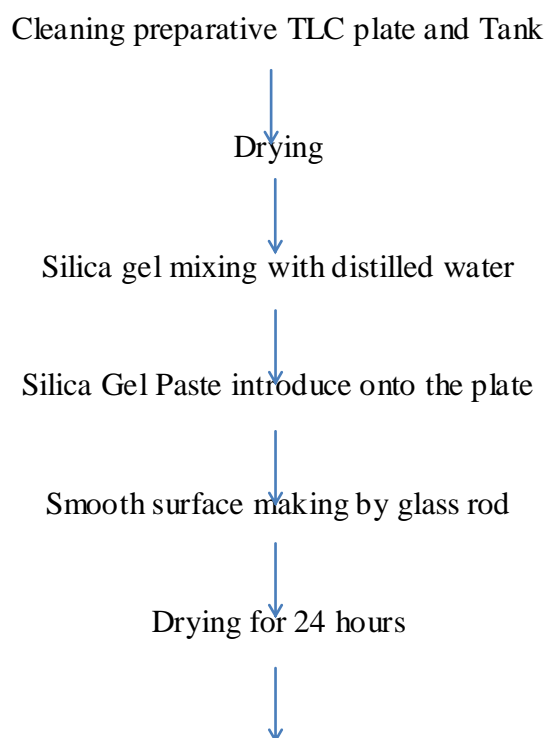 Cleaning preparative TLC plate and Tank
Drying
Silica gel mixing with distilled water
Silica Gel Paste introduce onto the plate
Smooth surface making by glass rod
Drying for 24 hours